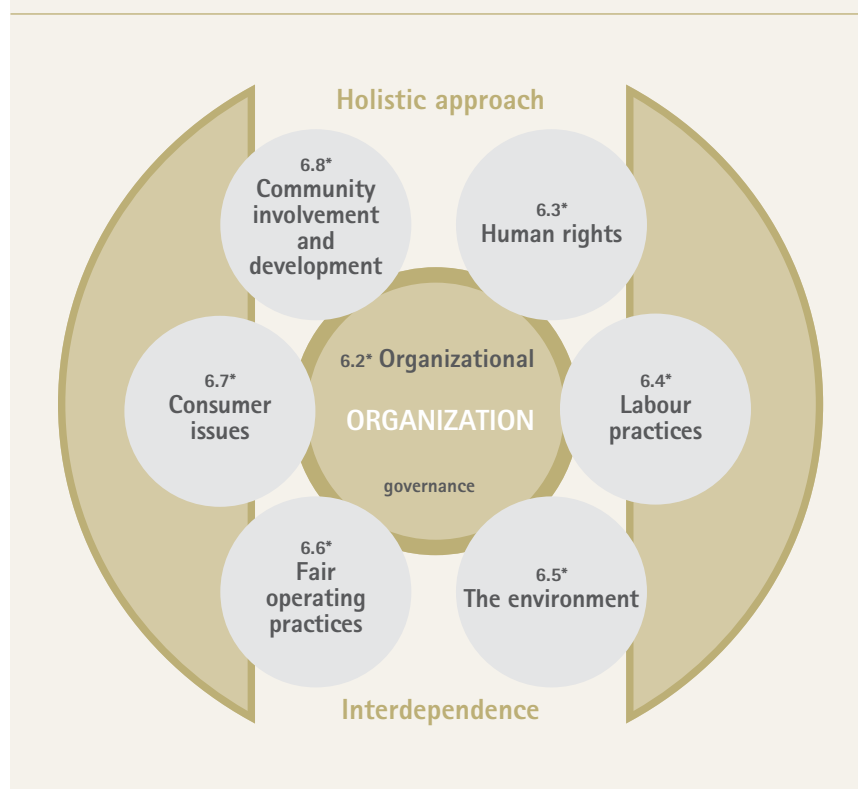 Holistic approach
6.8*
Community
involvement
and
development
6.3*
Human rights
6.2* Organizational
ORGANIZATION
governance
6.7*
Consumer
issues
6.4*
Labour
practices
6.6*
Fair
operating
practices
6.5*
The environment
Interdependence